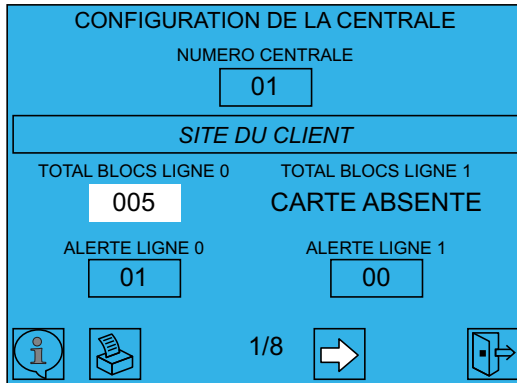 CONFIGURATION DE LA CENTRALE
NUMERO CENTRALE
01
SITE DU CLIENT
TOTAL BLOCS LIGNE 0 TOTAL BLOCS LIGNE 1
005 CARTE ABSENTE
ALERTE LIGNE 0 ALERTE LIGNE 1
01 00
i 1/8